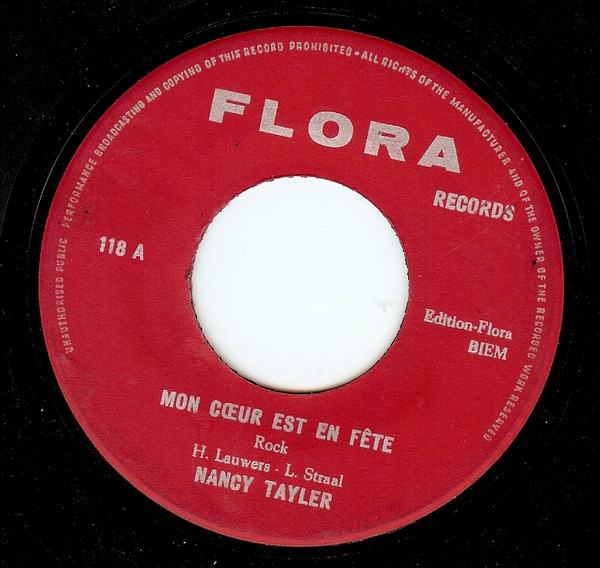 UNAUTHORISED PUBLIC PERFORMANCE BROADCASTING AND COPYING OF THIS RECORD PROHIBITED - ALL RIGHTS OF THE MANUFACTURER AND OF THE OWNER OF THE RECORDED WORK RESERVED
FLORA
RECORDS
118 A
Edition-Flora
BIEM
MON CŒUR EST EN FÊTE
Rock
H. Lauwers - L. Straal
NANCY TAYLER